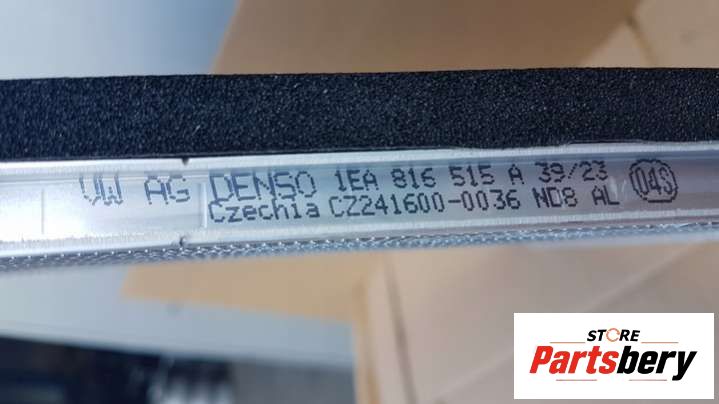 VW AG DENSO 1EA 816 515 A 39/23
Czechia CZ241600-0036 ND8 AL 04S
STORE
Partsbery